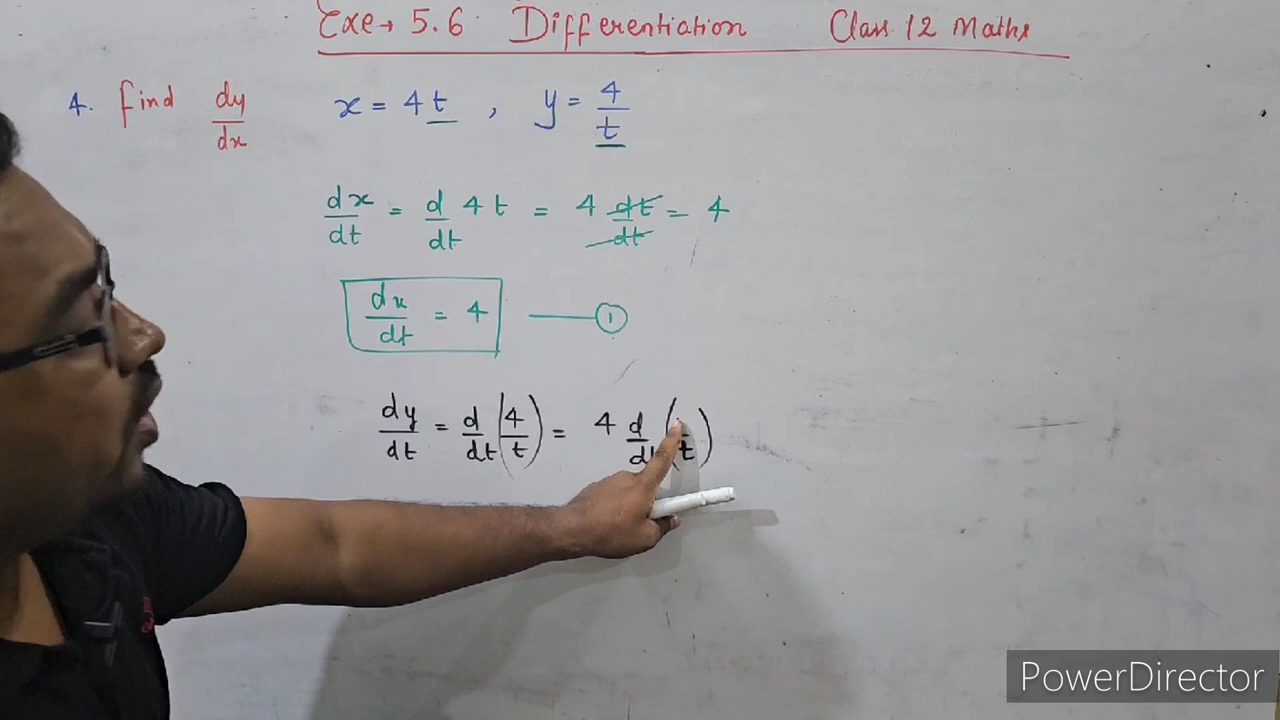 Exe → 5.6 Differentiation Class 12 Maths
4. Find dy/dx x = 4t , y = 4/t
dx/dt = d/dt 4t = 4 dt/dt = 4
dx/dt = 4 —— ①
dy/dt = d/dt (4/t) = 4 d/dt ( /t)
PowerDirector